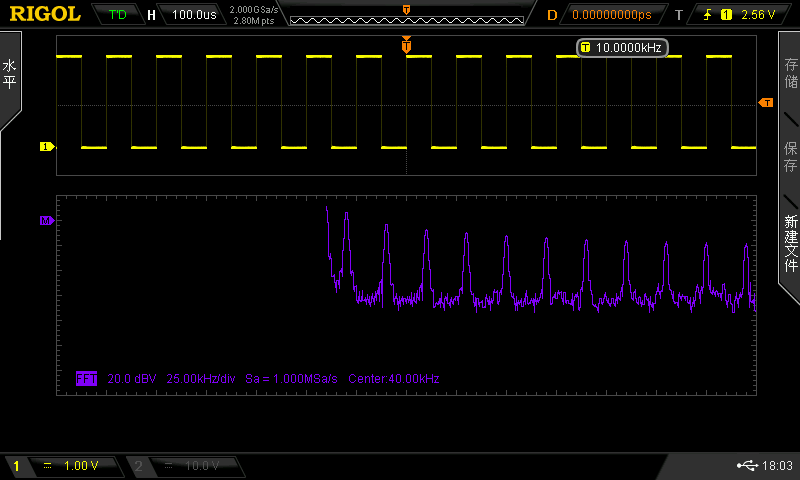 RIGOL T'D H 100.0us 2.000GSa/s D 0.00000000ps T 1 2.56 V
2.80M pts
T
水平
T 10.0000kHz
T
1
M
存储
保存
新建文件
FFT 20.0 dBV 25.00kHz/div Sa = 1.000MSa/s Center:40.00kHz
1 1.00 V 2 10.0 V 18:03